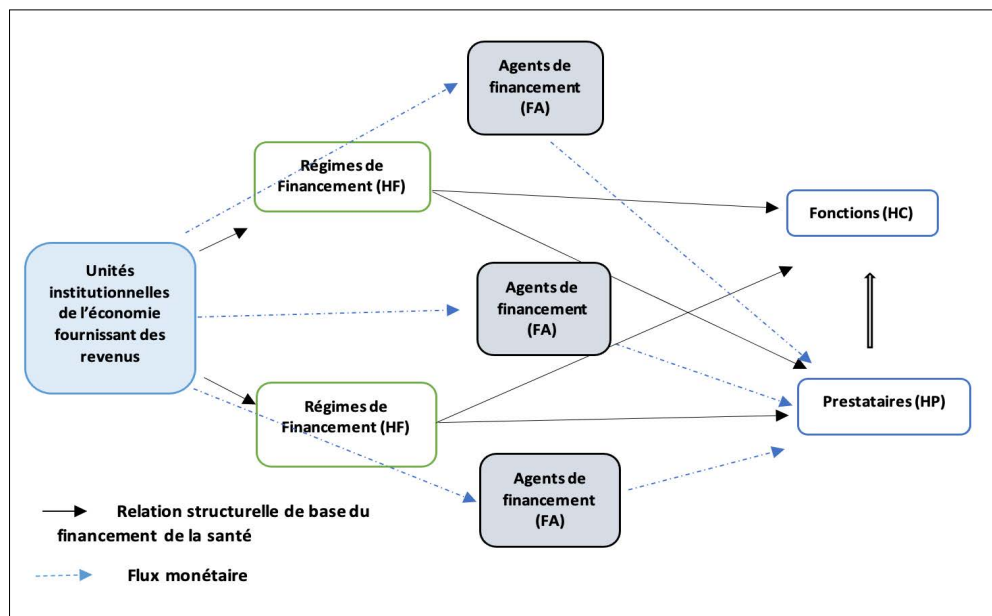 Agents de
financement
(FA)
Régimes de
Financement (HF)
Fonctions (HC)
Unités
institutionnelles
de l’économie
fournissant des
revenus
Agents de
financement
(FA)
Régimes de
Financement (HF)
Prestataires (HP)
Agents de
financement
(FA)
Relation structurelle de base du
financement de la santé
Flux monétaire